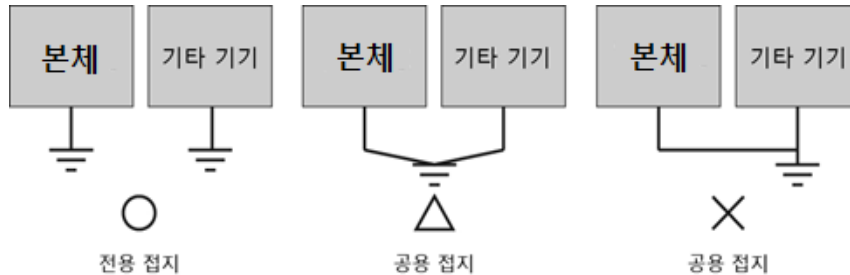 본체
기타 기기
본체
기타 기기
본체
기타 기기
전용 접지
공용 접지
공용 접지